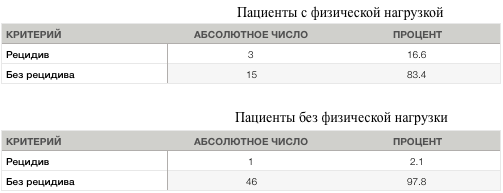 Пациенты с физической нагрузкой
КРИТЕРИЙ АБСОЛЮТНОЕ ЧИСЛО ПРОЦЕНТ
Рецидив 3 16.6
Без рецидива 15 83.4
Пациенты без физической нагрузки
КРИТЕРИЙ АБСОЛЮТНОЕ ЧИСЛО ПРОЦЕНТ
Рецидив 1 2.1
Без рецидива 46 97.8